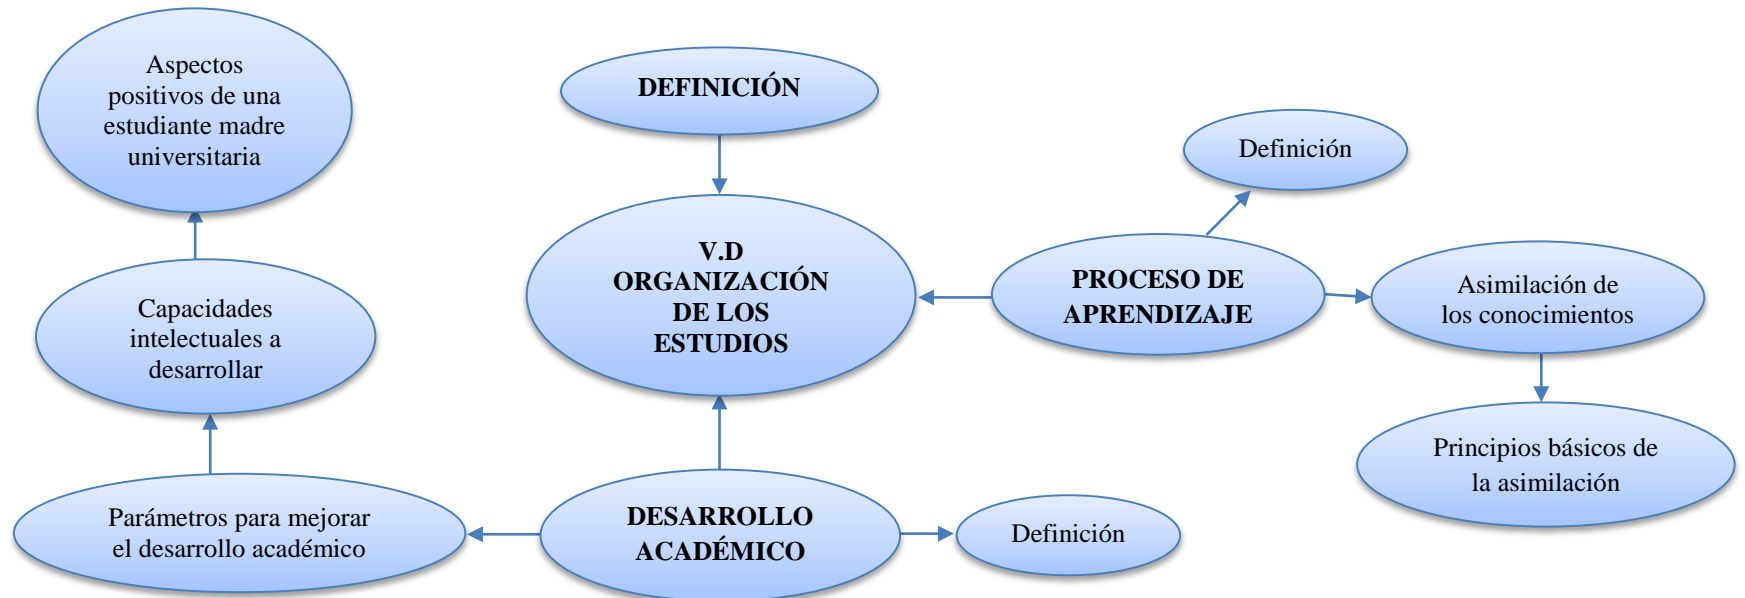 Aspectos
positivos de una
estudiante madre
universitaria
DEFINICIÓN
Definición
V.D
ORGANIZACIÓN
DE LOS
ESTUDIOS
PROCESO DE
APRENDIZAJE
Asimilación de
los conocimientos
Capacidades
intelectuales a
desarrollar
Principios básicos de
la asimilación
Parámetros para mejorar
el desarrollo académico
DESARROLLO
ACADÉMICO
Definición